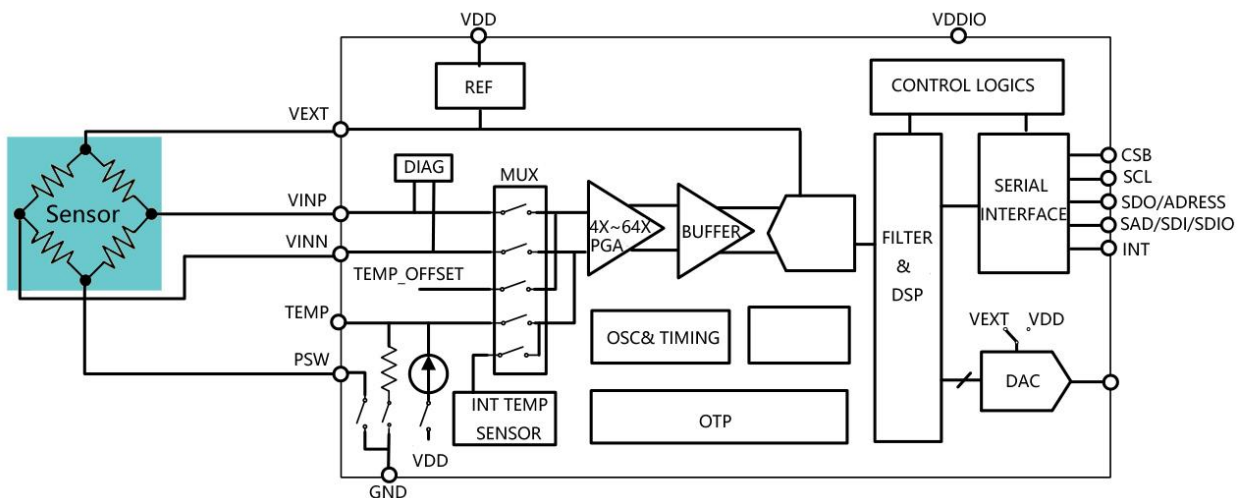 VDD
VDDIO
REF
CONTROL LOGICS
VEXT
DIAG
MUX
CSB
SCL
Sensor
VINP
4X~64X
PGA
BUFFER
FILTER
&
DSP
SERIAL
INTERFACE
SDO/ADRESS
SAD/SDI/SDIO
INT
VINN
TEMP_OFFSET
TEMP
OSC& TIMING
VEXT
VDD
PSW
DAC
INT TEMP
SENSOR
OTP
VDD
GND